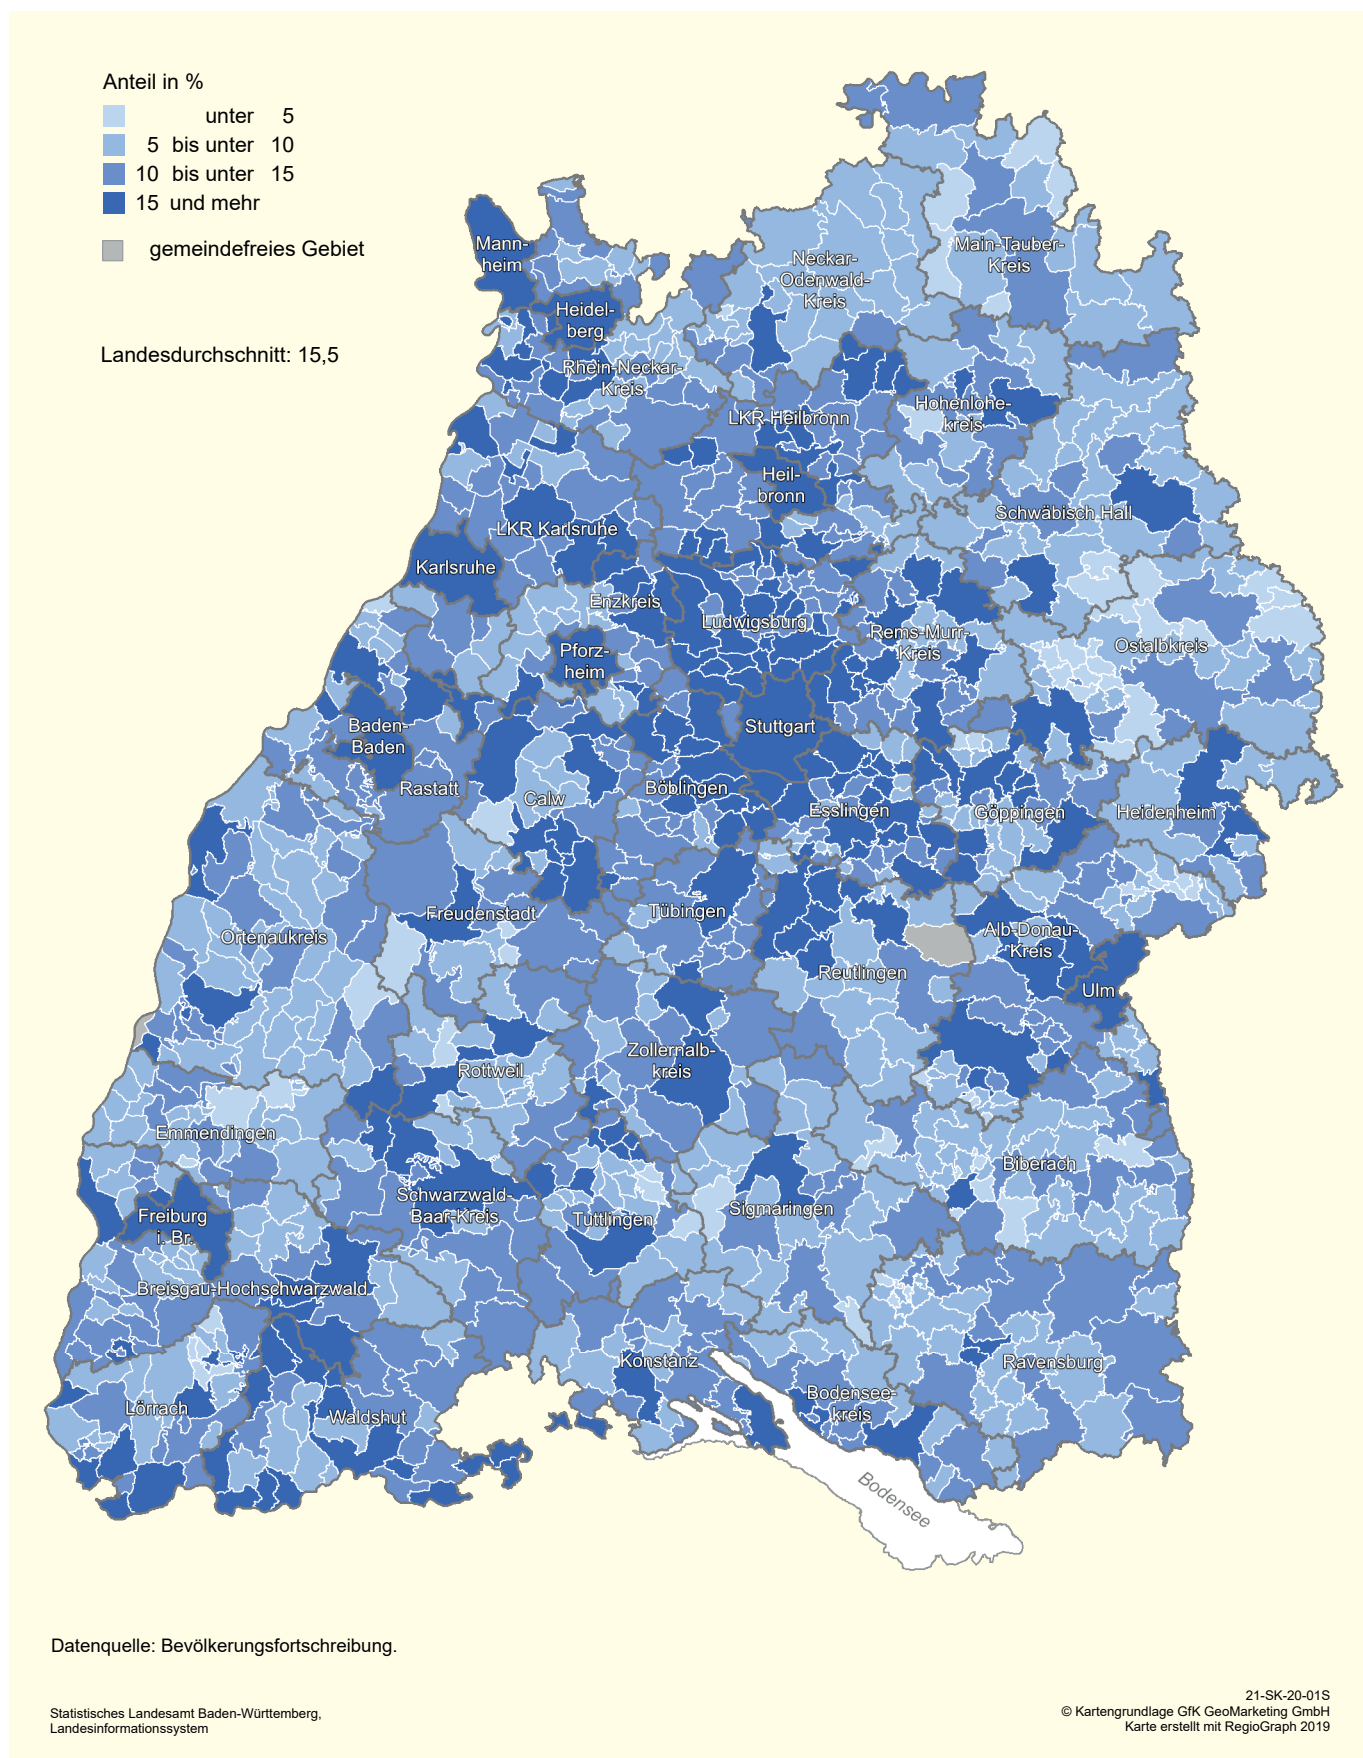 Anteil in %
unter 5
5 bis unter 10
10 bis unter 15
15 und mehr
gemeindefreies Gebiet
Landesdurchschnitt: 15,5
Mann-
heim
Heidel-
berg
Rhein-Neckar-
Kreis
Neckar-
Odenwald-
Kreis
Main-Tauber-
Kreis
LKR Heilbronn
Hohenlohe-
kreis
Heil-
bronn
Schwäbisch Hall
LKR Karlsruhe
Karlsruhe
Enzkreis
Ludwigsburg
Rems-Murr-
Kreis
Ostalbkreis
Pforz-
heim
Baden-
Baden
Stuttgart
Rastatt
Calw
Böblingen
Esslingen
Göppingen
Heidenheim
Freudenstadt
Tübingen
Ortenaukreis
Reutlingen
Alb-Donau-
Kreis
Ulm
Rottweil
Zollernalb-
kreis
Emmendingen
Biberach
Freiburg
i. Br.
Schwarzwald-
Baar-Kreis
Tuttlingen
Sigmaringen
Breisgau-Hochschwarzwald
Konstanz
Ravensburg
Lörrach
Waldshut
Bodensee-
kreis
Bodensee
Datenquelle: Bevölkerungsfortschreibung.
Statistisches Landesamt Baden-Württemberg,
Landesinformationssystem
21-SK-20-01S
© Kartengrundlage GfK GeoMarketing GmbH
Karte erstellt mit RegioGraph 2019